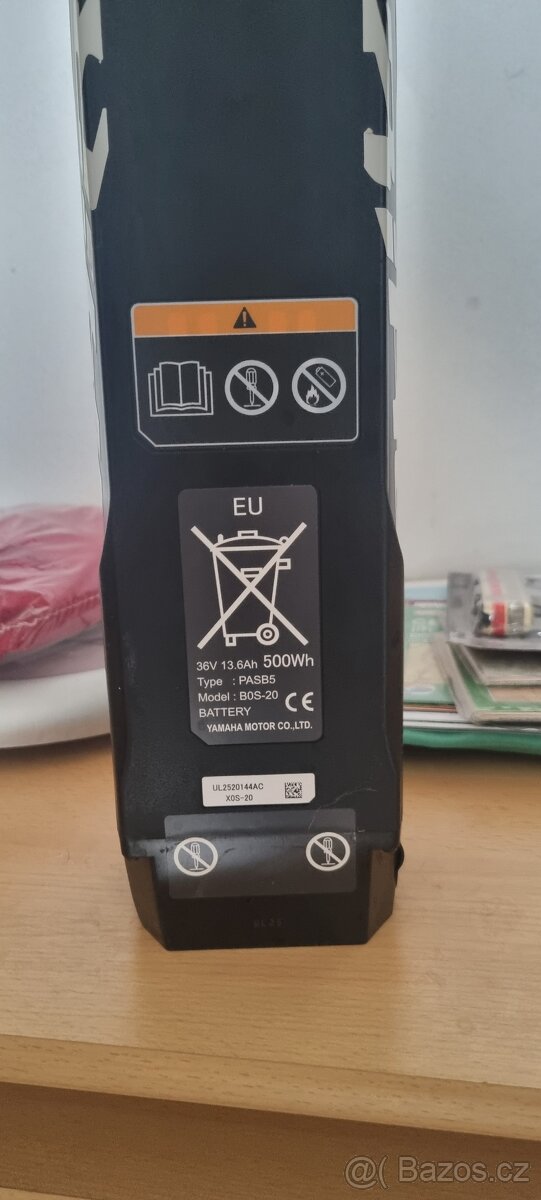 EU
36V 13.6Ah 500Wh
Type : PASB5
Model : B0S-20
BATTERY CE
YAMAHA MOTOR CO.,LTD.
UL2520144AC
X0S-20
@( Bazos.cz